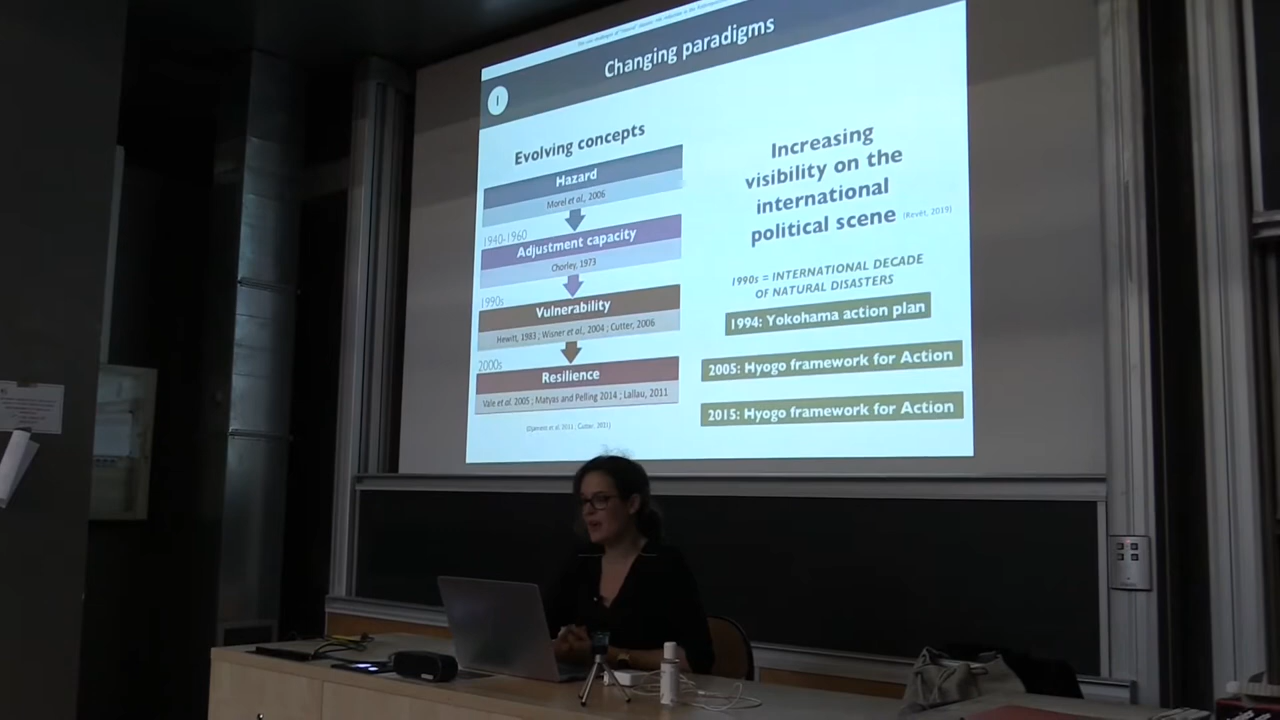 Changing paradigms
I
Evolving concepts
Hazard
Morel et al., 2006
1940-1960
Adjustment capacity
Chorley, 1973
1990s
Vulnerability
Hewitt, 1983 ; Wisner et al., 2004 ; Cutter, 2006
2000s
Resilience
Vale et al. 2005 ; Matyas and Pelling 2014 ; Lallau, 2011
Increasing
visibility on the
international
political scene (Revet, 2019)
1990s = INTERNATIONAL DECADE
OF NATURAL DISASTERS
1994: Yokohama action plan
2005: Hyogo framework for Action
2015: Hyogo framework for Action